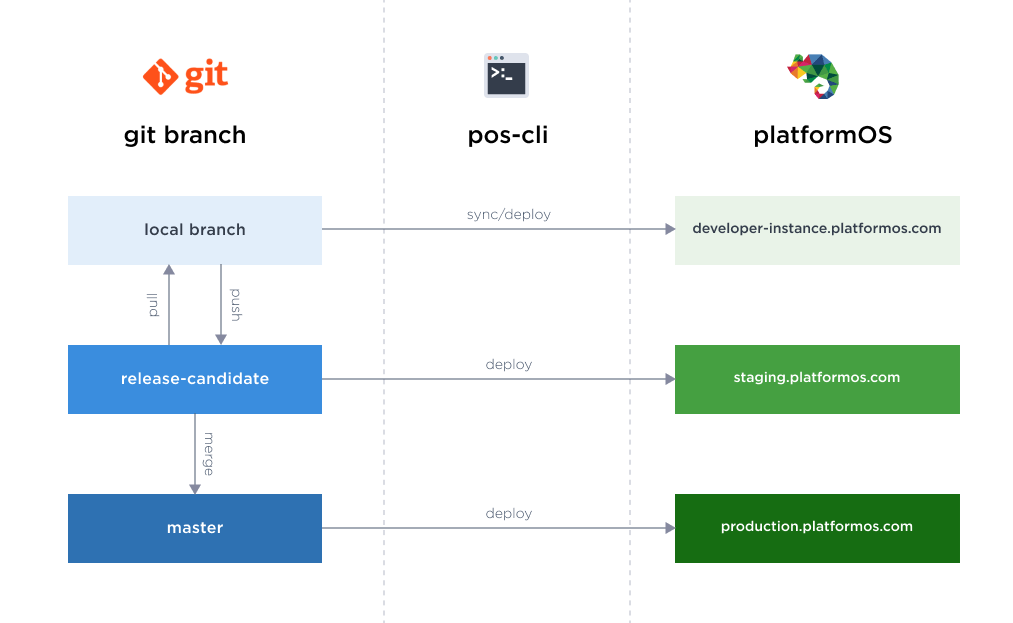 git
>:_
git branch
pos-cli
platformOS
local branch
sync/deploy
developer-instance.platformos.com
pull
push
release-candidate
deploy
staging.platformos.com
merge
master
deploy
production.platformos.com